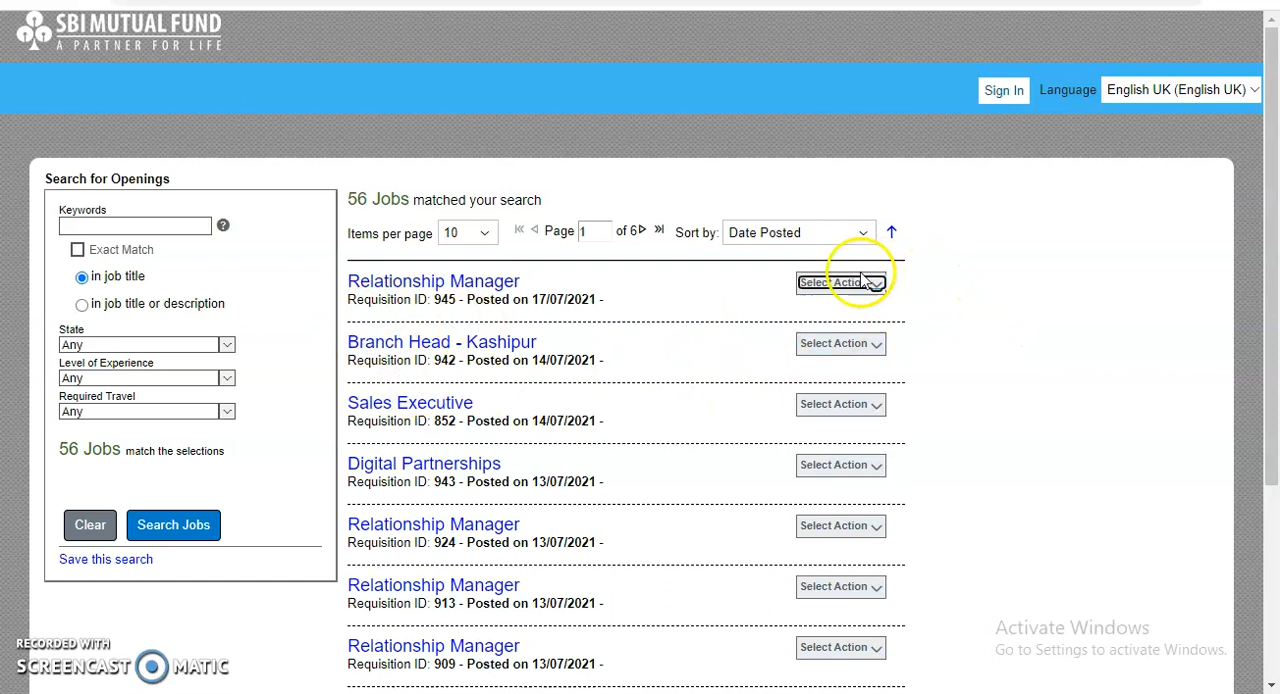 SBI MUTUAL FUND
A PARTNER FOR LIFE
Sign In Language English UK (English UK)
Search for Openings
Keywords
?
Exact Match
in job title
in job title or description
State
Any
Level of Experience
Any
Required Travel
Any
56 Jobs match the selections
Clear Search Jobs
Save this search
56 Jobs matched your search
Items per page 10 Page 1 of 6 Sort by: Date Posted
Relationship Manager Select Action
Requisition ID: 945 - Posted on 17/07/2021 -
Branch Head - Kashipur Select Action
Requisition ID: 942 - Posted on 14/07/2021 -
Sales Executive Select Action
Requisition ID: 852 - Posted on 14/07/2021 -
Digital Partnerships Select Action
Requisition ID: 943 - Posted on 13/07/2021 -
Relationship Manager Select Action
Requisition ID: 924 - Posted on 13/07/2021 -
Relationship Manager Select Action
Requisition ID: 913 - Posted on 13/07/2021 -
Relationship Manager Select Action
Requisition ID: 909 - Posted on 13/07/2021 -
Activate Windows
Go to Settings to activate Windows.
RECORDED WITH
SCREENCAST MATIC